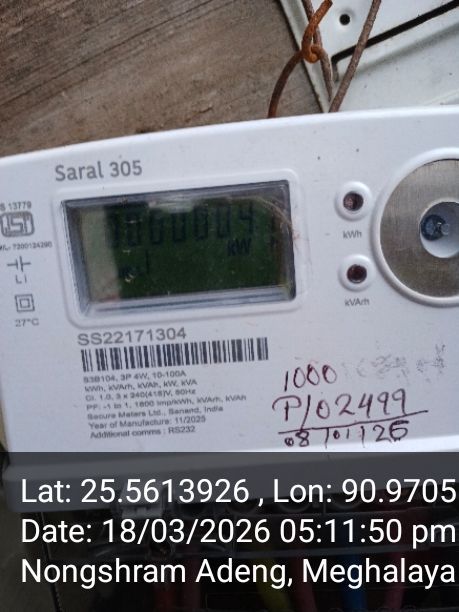 Saral 305
S 13779
ISI
kW
kWh
kVArh
Li
27°C
SS22171304
S3B104, 3P 4W, 10-100A
kWh, kVArh, kVAh, kW, kVA
Cl. 1.0, 3 x 240(415)V, 50Hz
PF: -1 to 1, 1600 imp/kWh, kVArh, kVAh
Secure Meters Ltd., Sanand, India
Year of Manufacture: 11/2025
Additional comms : RS232
1000
P/02499
08/01/26
Lat: 25.5613926 , Lon: 90.9705
Date: 18/03/2026 05:11:50 pm
Nongshram Adeng, Meghalaya